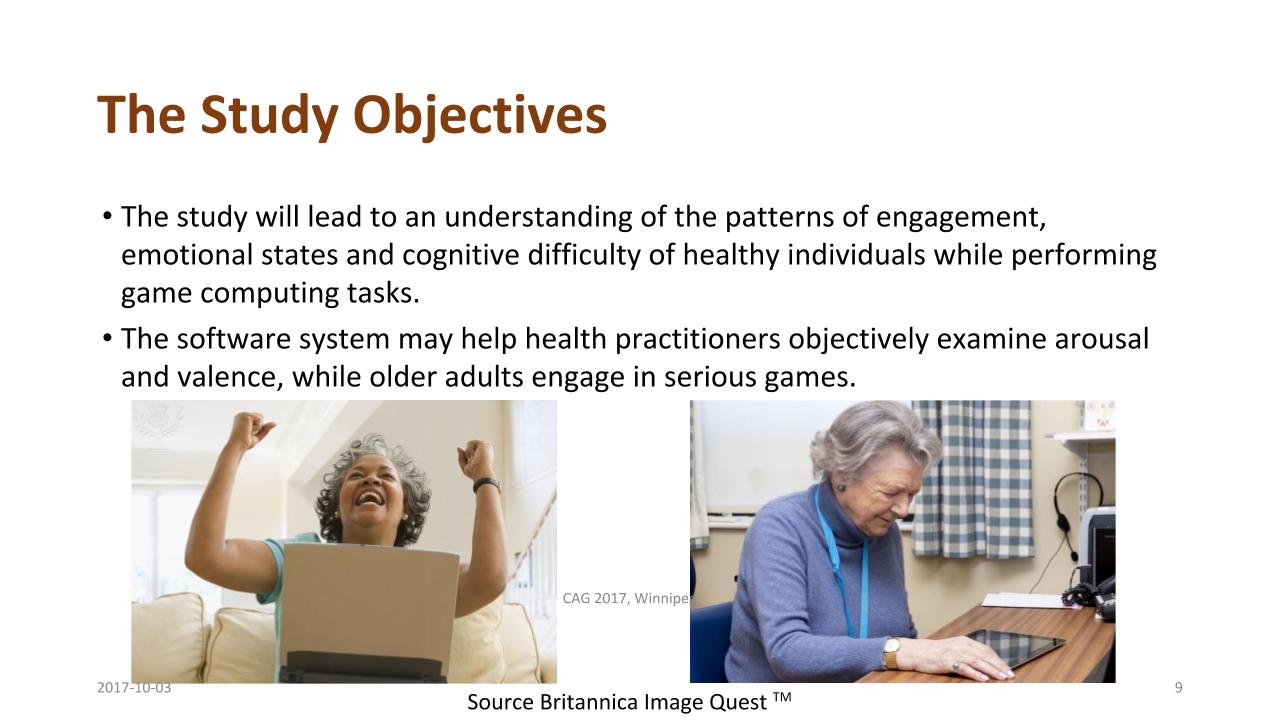 The Study Objectives
• The study will lead to an understanding of the patterns of engagement,
emotional states and cognitive difficulty of healthy individuals while performing
game computing tasks.
• The software system may help health practitioners objectively examine arousal
and valence, while older adults engage in serious games.
CAG 2017, Winnipe
2017-10-03
9
Source Britannica Image Quest TM